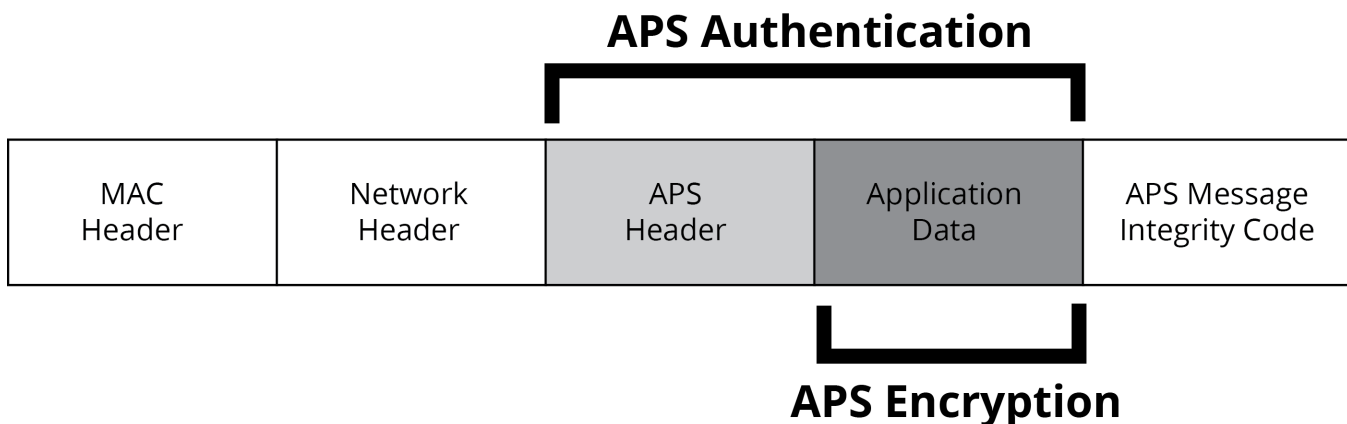 APS Authentication
MAC
Header
Network
Header
APS
Header
Application
Data
APS Message
Integrity Code
APS Encryption